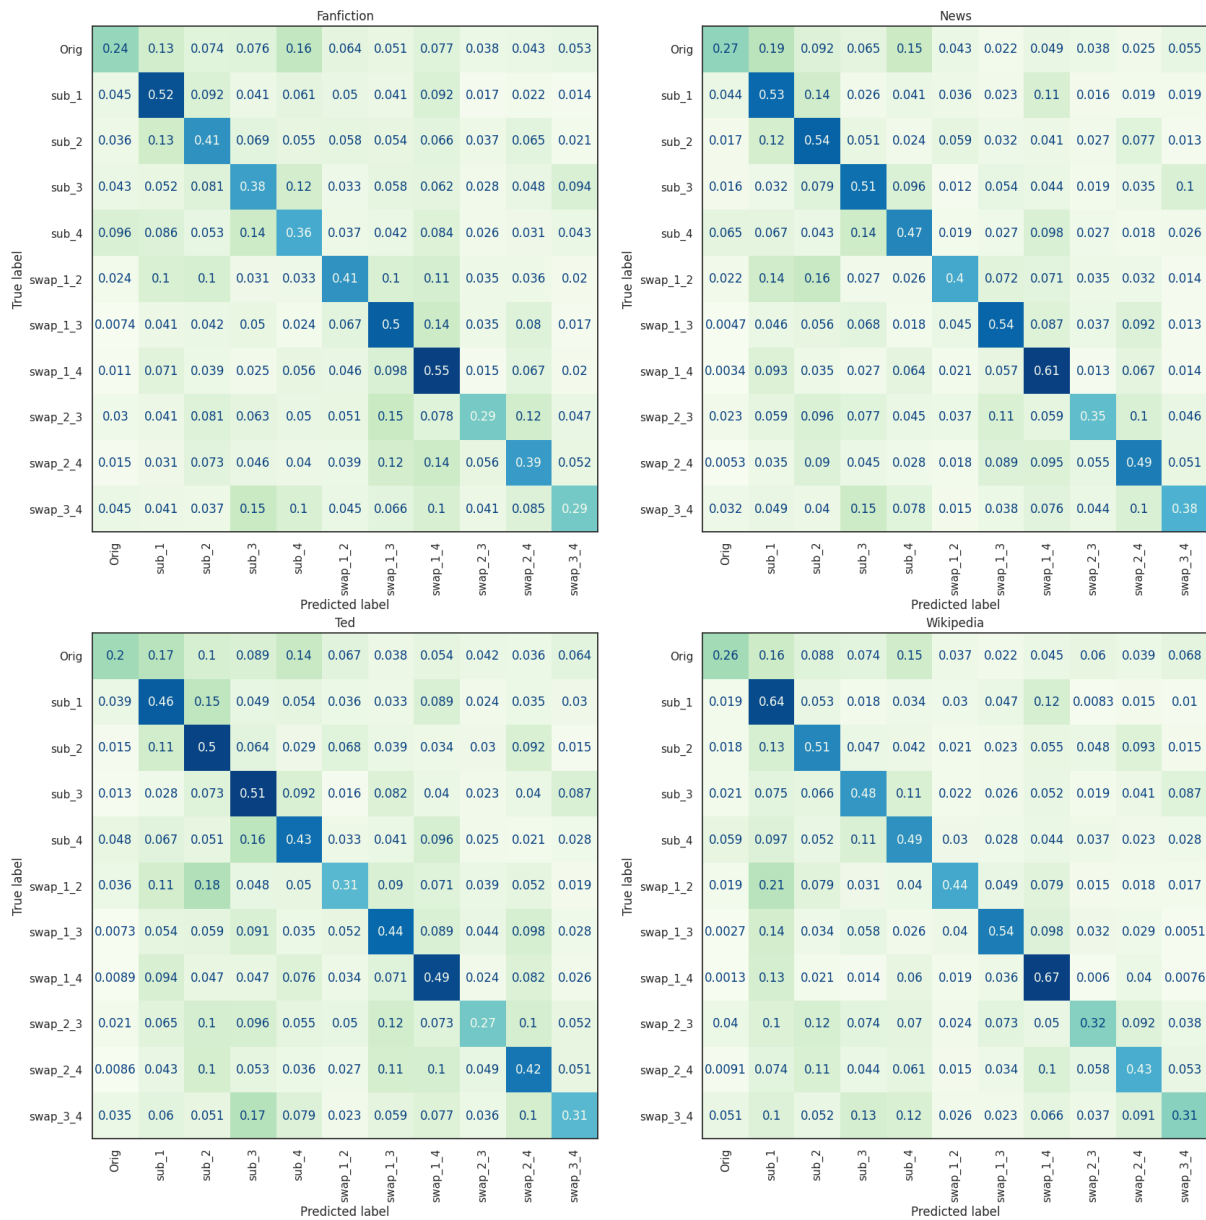 Fanfiction
True label
Orig 0.24 0.13 0.074 0.076 0.16 0.064 0.051 0.077 0.038 0.043 0.053
sub_1 0.045 0.52 0.092 0.041 0.061 0.05 0.041 0.092 0.017 0.022 0.014
sub_2 0.036 0.13 0.41 0.069 0.055 0.058 0.054 0.066 0.037 0.065 0.021
sub_3 0.043 0.052 0.081 0.38 0.12 0.033 0.058 0.062 0.028 0.048 0.094
sub_4 0.096 0.086 0.053 0.14 0.36 0.037 0.042 0.084 0.026 0.031 0.043
swap_1_2 0.024 0.1 0.1 0.031 0.033 0.41 0.1 0.11 0.035 0.036 0.02
swap_1_3 0.0074 0.041 0.042 0.05 0.024 0.067 0.5 0.14 0.035 0.08 0.017
swap_1_4 0.011 0.071 0.039 0.025 0.056 0.046 0.098 0.55 0.015 0.067 0.02
swap_2_3 0.03 0.041 0.081 0.063 0.05 0.051 0.15 0.078 0.29 0.12 0.047
swap_2_4 0.015 0.031 0.073 0.046 0.04 0.039 0.12 0.14 0.056 0.39 0.052
swap_3_4 0.045 0.041 0.037 0.15 0.1 0.045 0.066 0.1 0.041 0.085 0.29
Orig sub_1 sub_2 sub_3 sub_4 swap_1_2 swap_1_3 swap_1_4 swap_2_3 swap_2_4 swap_3_4
Predicted label
News
True label
Orig 0.27 0.19 0.092 0.065 0.15 0.043 0.022 0.049 0.038 0.025 0.055
sub_1 0.044 0.53 0.14 0.026 0.041 0.036 0.023 0.11 0.016 0.019 0.019
sub_2 0.017 0.12 0.54 0.051 0.024 0.059 0.032 0.041 0.027 0.077 0.013
sub_3 0.016 0.032 0.079 0.51 0.096 0.012 0.054 0.044 0.019 0.035 0.1
sub_4 0.065 0.067 0.043 0.14 0.47 0.019 0.027 0.098 0.027 0.018 0.026
swap_1_2 0.022 0.14 0.16 0.027 0.026 0.4 0.072 0.071 0.035 0.032 0.014
swap_1_3 0.0047 0.046 0.056 0.068 0.018 0.045 0.54 0.087 0.037 0.092 0.013
swap_1_4 0.0034 0.093 0.035 0.027 0.064 0.021 0.057 0.61 0.013 0.067 0.014
swap_2_3 0.023 0.059 0.096 0.077 0.045 0.037 0.11 0.059 0.35 0.1 0.046
swap_2_4 0.0053 0.035 0.09 0.045 0.028 0.018 0.089 0.095 0.055 0.49 0.051
swap_3_4 0.032 0.049 0.04 0.15 0.078 0.015 0.038 0.076 0.044 0.1 0.38
Orig sub_1 sub_2 sub_3 sub_4 swap_1_2 swap_1_3 swap_1_4 swap_2_3 swap_2_4 swap_3_4
Predicted label
Ted
True label
Orig 0.2 0.17 0.1 0.089 0.14 0.067 0.038 0.054 0.042 0.036 0.064
sub_1 0.039 0.46 0.15 0.049 0.054 0.036 0.033 0.089 0.024 0.035 0.03
sub_2 0.015 0.11 0.5 0.064 0.029 0.068 0.039 0.034 0.03 0.092 0.015
sub_3 0.013 0.028 0.073 0.51 0.092 0.016 0.082 0.04 0.023 0.04 0.087
sub_4 0.048 0.067 0.051 0.16 0.43 0.033 0.041 0.096 0.025 0.021 0.028
swap_1_2 0.036 0.11 0.18 0.048 0.05 0.31 0.09 0.071 0.039 0.052 0.019
swap_1_3 0.0073 0.054 0.059 0.091 0.035 0.052 0.44 0.089 0.044 0.098 0.028
swap_1_4 0.0089 0.094 0.047 0.047 0.076 0.034 0.071 0.49 0.024 0.082 0.026
swap_2_3 0.021 0.065 0.1 0.096 0.055 0.05 0.12 0.073 0.27 0.1 0.052
swap_2_4 0.0086 0.043 0.1 0.053 0.036 0.027 0.11 0.1 0.049 0.42 0.051
swap_3_4 0.035 0.06 0.051 0.17 0.079 0.023 0.059 0.077 0.036 0.1 0.31
Orig sub_1 sub_2 sub_3 sub_4 swap_1_2 swap_1_3 swap_1_4 swap_2_3 swap_2_4 swap_3_4
Predicted label
Wikipedia
True label
Orig 0.26 0.16 0.088 0.074 0.15 0.037 0.022 0.045 0.06 0.039 0.068
sub_1 0.019 0.64 0.053 0.018 0.034 0.03 0.047 0.12 0.0083 0.015 0.01
sub_2 0.018 0.13 0.51 0.047 0.042 0.021 0.023 0.055 0.048 0.093 0.015
sub_3 0.021 0.075 0.066 0.48 0.11 0.022 0.026 0.052 0.019 0.041 0.087
sub_4 0.059 0.097 0.052 0.11 0.49 0.03 0.028 0.044 0.037 0.023 0.028
swap_1_2 0.019 0.21 0.079 0.031 0.04 0.44 0.049 0.079 0.015 0.018 0.017
swap_1_3 0.0027 0.14 0.034 0.058 0.026 0.04 0.54 0.098 0.032 0.029 0.0051
swap_1_4 0.0013 0.13 0.021 0.014 0.06 0.019 0.036 0.67 0.006 0.04 0.0076
swap_2_3 0.04 0.1 0.12 0.074 0.07 0.024 0.073 0.05 0.32 0.092 0.038
swap_2_4 0.0091 0.074 0.11 0.044 0.061 0.015 0.034 0.1 0.058 0.43 0.053
swap_3_4 0.051 0.1 0.052 0.13 0.12 0.026 0.023 0.066 0.037 0.091 0.31
Orig sub_1 sub_2 sub_3 sub_4 swap_1_2 swap_1_3 swap_1_4 swap_2_3 swap_2_4 swap_3_4
Predicted label